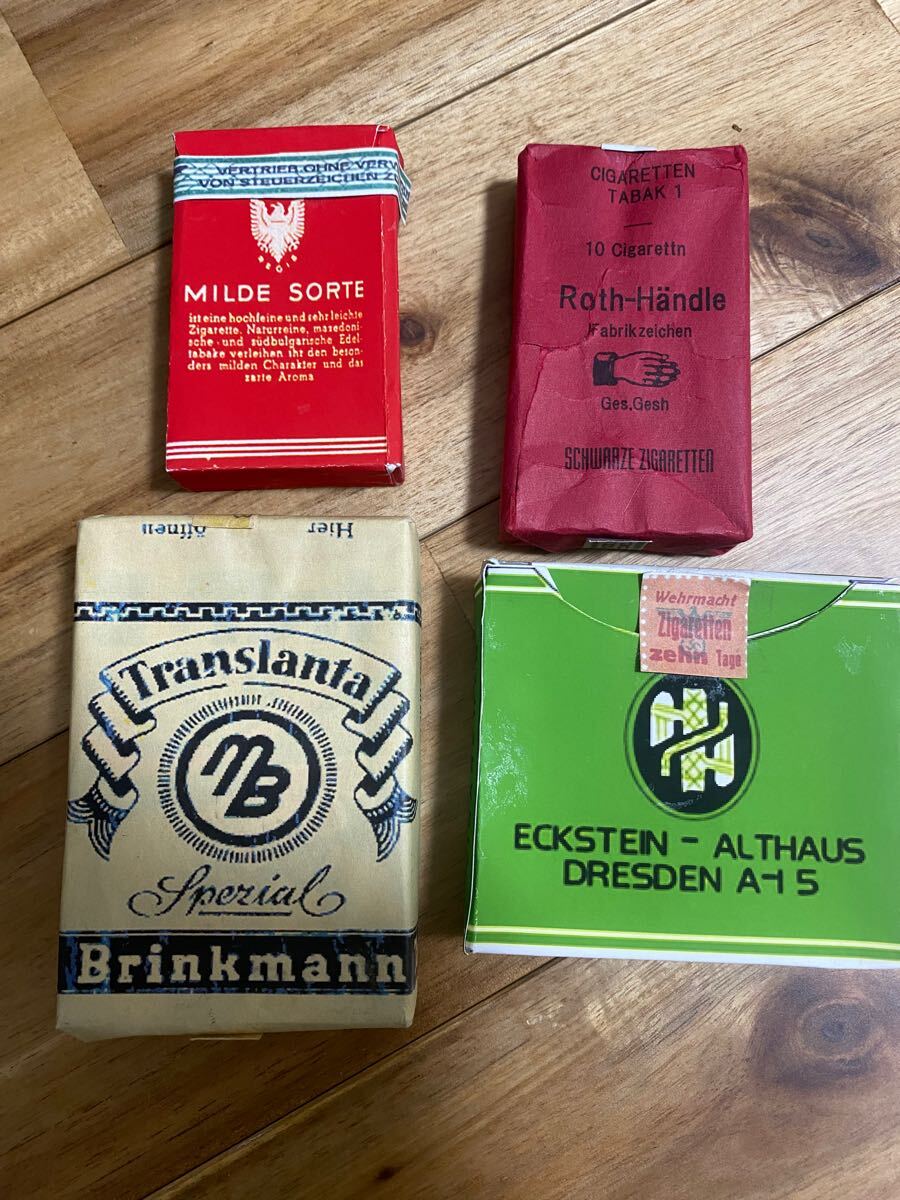 VERTRIEB OHNE VERW
VON STEUERZEICHEN Z
REGIE
MILDE SORTE
ist eine hochfeine und sehr leichte
Zigarette. Naturreine, mazedoni-
sche und südbulgarische Edel-
tabake verleihen ihr den beson-
ders milden Charakter und das
zarte Aroma
CIGARETTEN
TABAK 1
10 Cigarettn
Roth-Händle
Fabrikzeichen
Ges.Gesh
SCHWARZE ZIGARETTEN
Hier öffnen
Translanta
MB
Spezial
Brinkmann
Wehrmacht
Zigaretten
zehn Tage
ECKSTEIN - ALTHAUS
DRESDEN A-1 5